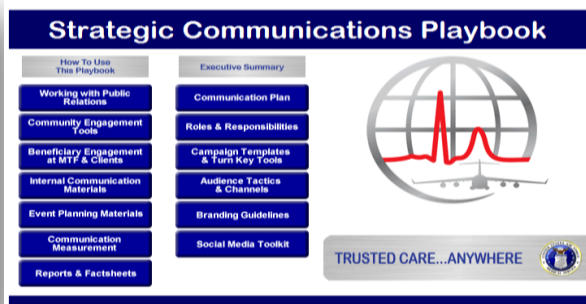 Strategic Communications Playbook
How To Use
This Playbook
Working with Public
Relations
Community Engagement
Tools
Beneficiary Engagement
at MTF & Clients
Internal Communication
Materials
Event Planning Materials
Communication
Measurement
Reports & Factsheets
Executive Summary
Communication Plan
Roles & Responsibilities
Campaign Templates
& Turn Key Tools
Audience Tactics
& Channels
Branding Guidelines
Social Media Toolkit
TRUSTED CARE...ANYWHERE